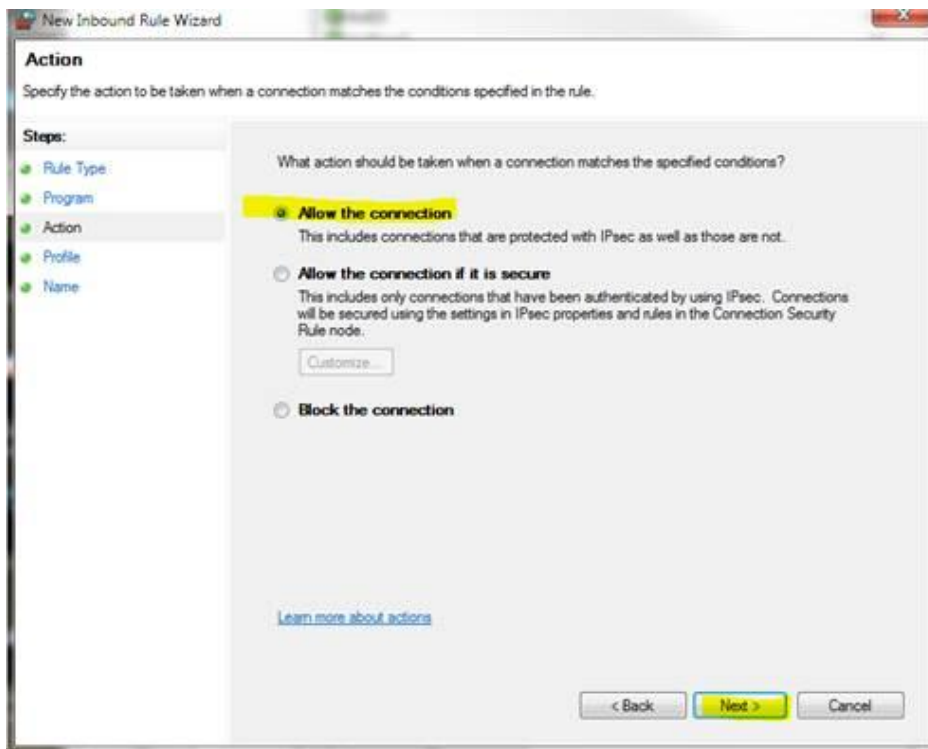 New Inbound Rule Wizard
Action
Specify the action to be taken when a connection matches the conditions specified in the rule.
Steps:
Rule Type
Program
Action
Profile
Name
What action should be taken when a connection matches the specified conditions?
Allow the connection
This includes connections that are protected with IPsec as well as those are not.
Allow the connection if it is secure
This includes only connections that have been authenticated by using IPsec. Connections
will be secured using the settings in IPsec properties and rules in the Connection Security
Rule node.
Customize...
Block the connection
Learn more about actions
< Back
Next >
Cancel